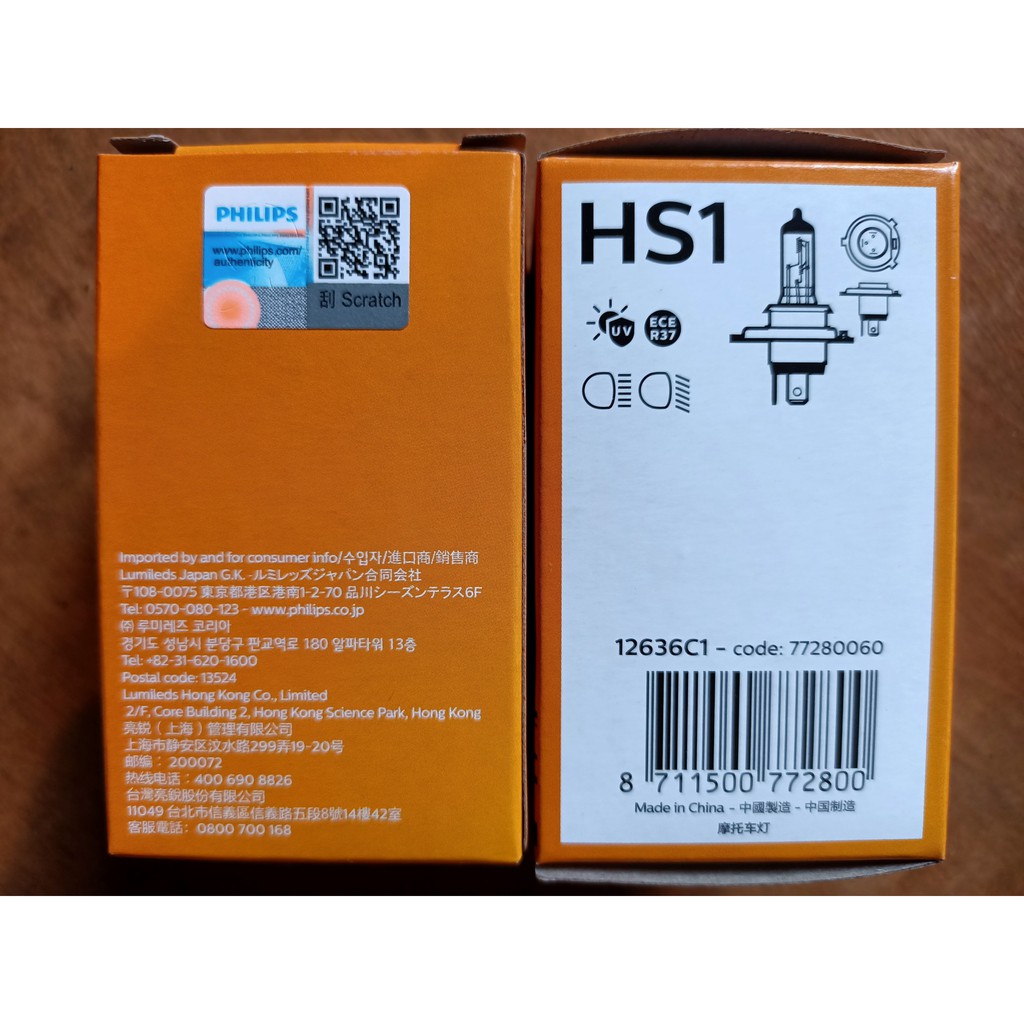 PHILIPS
www.philips.com/
authenticity
刮 Scratch
Imported by and for consumer info/수입자/進口商/銷售商
Lumileds Japan G.K. -ルミレッズジャパン合同会社
〒108-0075 東京都港区港南1-2-70 品川シーズンテラス6F
Tel: 0570-080-123 - www.philips.co.jp
㈜ 루미레즈 코리아
경기도 성남시 분당구 판교역로 180 알파타워 13층
Tel: +82-31-620-1600
Postal code: 13524
Lumileds Hong Kong Co., Limited
2/F, Core Building 2, Hong Kong Science Park, Hong Kong
亮锐（上海）管理有限公司
上海市静安区汶水路299弄19-20号
邮编： 200072
热线电话：400 690 8826
台灣亮銳股份有限公司
11049 台北市信義區信義路五段8號14樓42室
客服電話： 0800 700 168
HS1
UV
ECE
R37
12636C1 - code: 77280060
8 711500 772800
Made in China - 中國製造 - 中国制造
摩托车灯